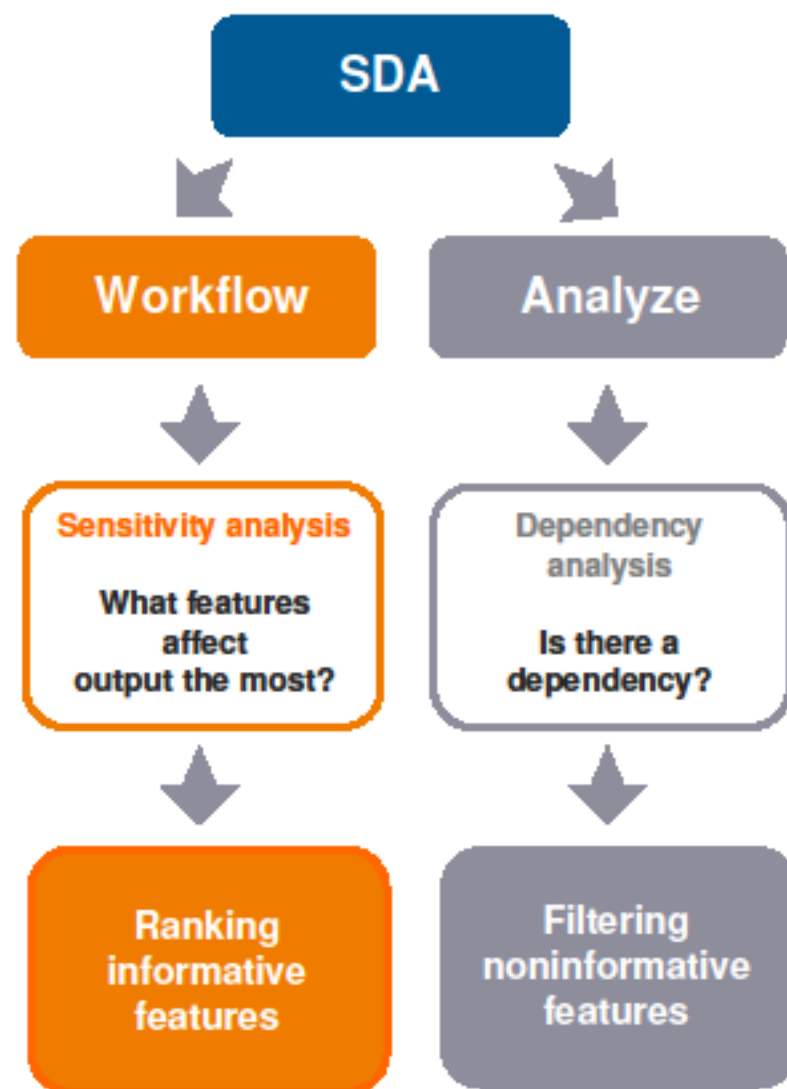 SDA
Workflow
Analyze
Sensitivity analysis
What features
affect
output the most?
Dependency
analysis
Is there a
dependency?
Ranking
informative
features
Filtering
noninformative
features